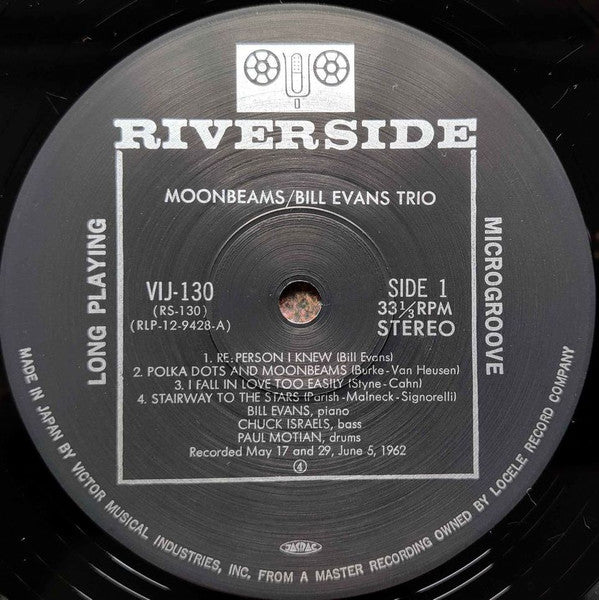 RIVERSIDE
MOONBEAMS/BILL EVANS TRIO
LONG PLAYING
MICROGROOVE
VIJ-130
(RS-130)
(RLP-12-9428-A)
SIDE 1
33⅓RPM
STEREO
1. RE: PERSON I KNEW (Bill Evans)
2. POLKA DOTS AND MOONBEAMS (Burke-Van Heusen)
3. I FALL IN LOVE TOO EASILY (Styne-Cahn)
4. STAIRWAY TO THE STARS (Parish-Malneck-Signorelli)
BILL EVANS, piano
CHUCK ISRAELS, bass
PAUL MOTIAN, drums
Recorded May 17 and 29, June 5, 1962
④
JASRAC
MADE IN JAPAN BY VICTOR MUSICAL INDUSTRIES, INC. FROM A MASTER RECORDING OWNED BY LOCELE RECORD COMPANY